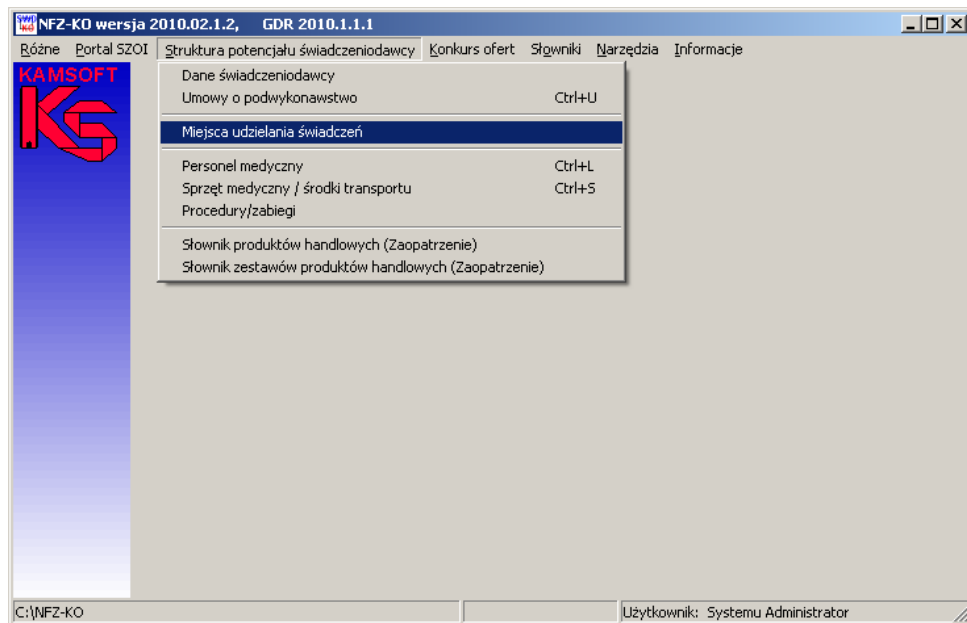 NFZ-KO wersja 2010.02.1.2, GDR 2010.1.1.1
Różne Portal SZOI Struktura potencjału świadczeniodawcy Konkurs ofert Słowniki Narzędzia Informacje
KAMSOFT
KS
Dane świadczeniodawcy
Umowy o podwykonawstwo Ctrl+U
Miejsca udzielania świadczeń
Personel medyczny Ctrl+L
Sprzęt medyczny / środki transportu Ctrl+S
Procedury/zabiegi
Słownik produktów handlowych (Zaopatrzenie)
Słownik zestawów produktów handlowych (Zaopatrzenie)
C:\NFZ-KO Użytkownik: Systemu Administrator